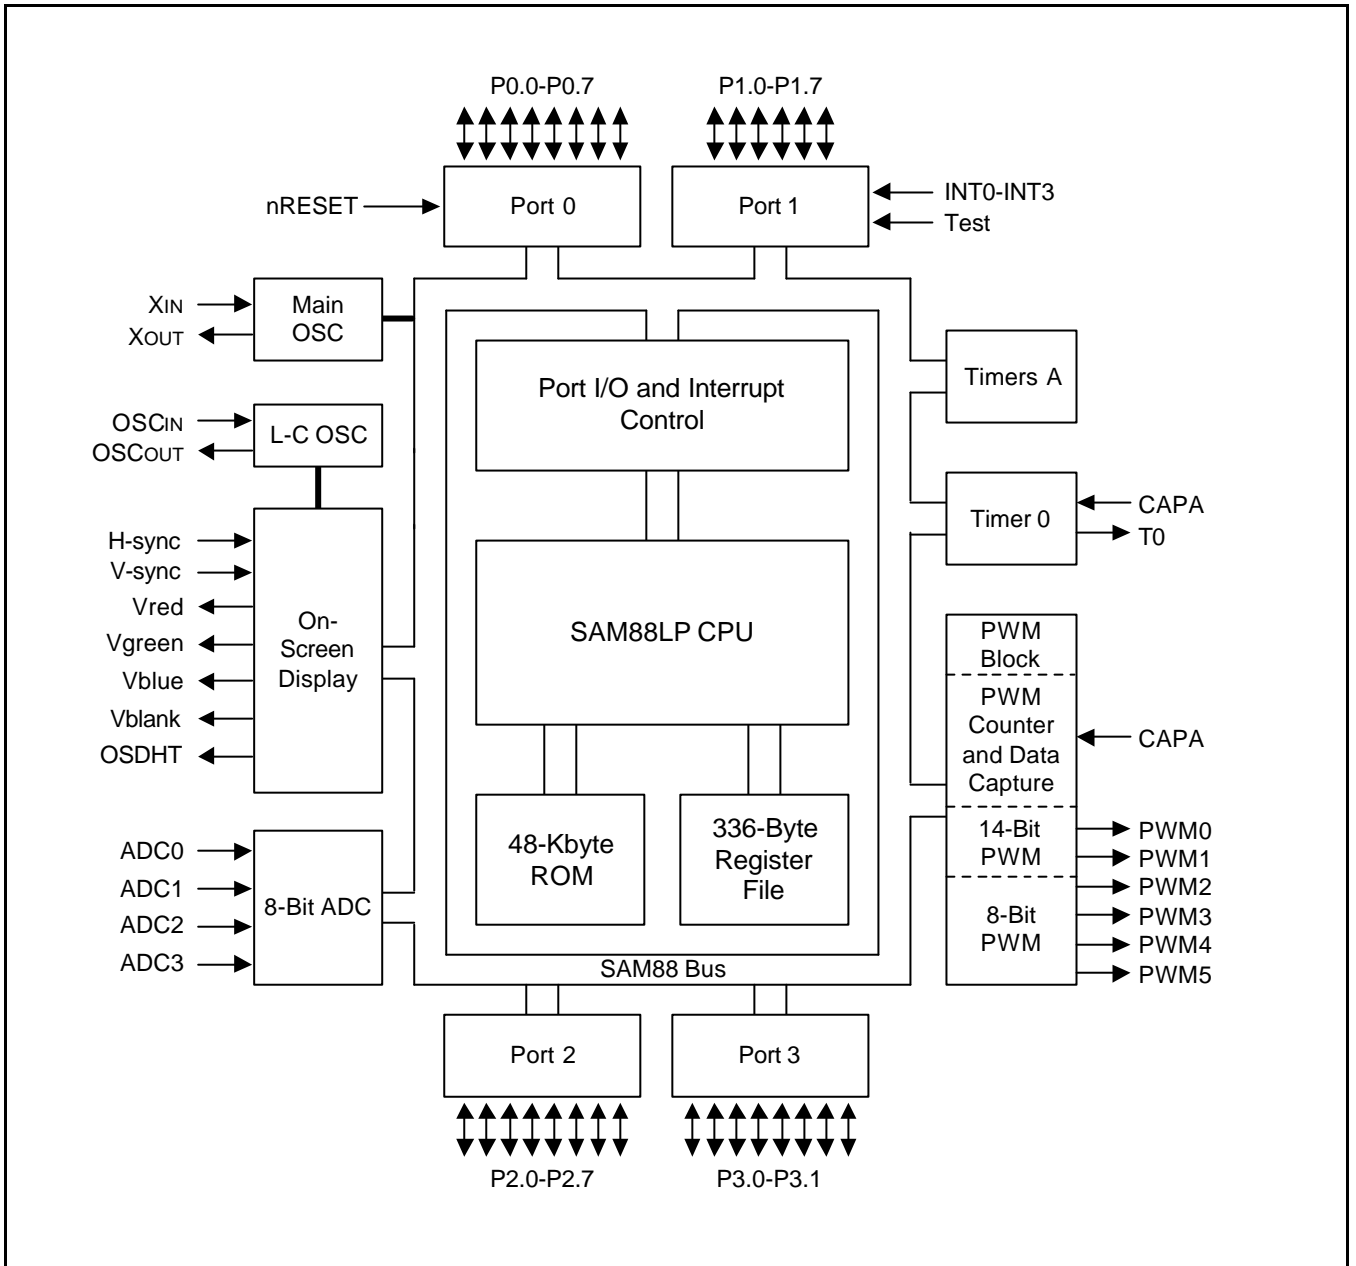 P0.0-P0.7
P1.0-P1.7
nRESET
Port 0
Port 1
INT0-INT3
Test
XIN
XOUT
Main
OSC
Timers A
Port I/O and Interrupt
Control
OSCIN
OSCOUT
L-C OSC
Timer 0
CAPA
T0
H-sync
V-sync
Vred
Vgreen
Vblue
Vblank
OSDHT
On-
Screen
Display
SAM88LP CPU
PWM
Block
PWM
Counter
and Data
Capture
CAPA
14-Bit
PWM
8-Bit
PWM
PWM0
PWM1
PWM2
PWM3
PWM4
PWM5
48-Kbyte
ROM
336-Byte
Register
File
ADC0
ADC1
ADC2
ADC3
8-Bit ADC
SAM88 Bus
Port 2
Port 3
P2.0-P2.7
P3.0-P3.1